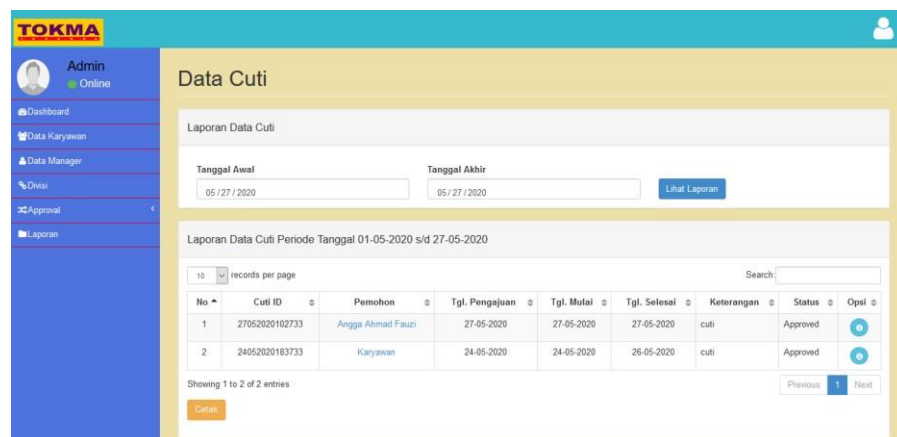 TOKMA
Admin
Online
Data Cuti
Dashboard
Data Karyawan
Data Manager
Divisi
Approval
Laporan
Laporan Data Cuti
Tanggal Awal Tanggal Akhir
05 / 27 / 2020 05 / 27 / 2020 Lihat Laporan
Laporan Data Cuti Periode Tanggal 01-05-2020 s/d 27-05-2020
10 records per page Search:
No Cuti ID Pemohon Tgl. Pengajuan Tgl. Mulai Tgl. Selesai Keterangan Status Opsi
1 27052020102733 Angga Ahmad Fauzi 27-05-2020 27-05-2020 27-05-2020 cuti Approved
2 24052020183733 Karyawan 24-05-2020 24-05-2020 26-05-2020 cuti Approved
Showing 1 to 2 of 2 entries Previous 1 Next
Cetak